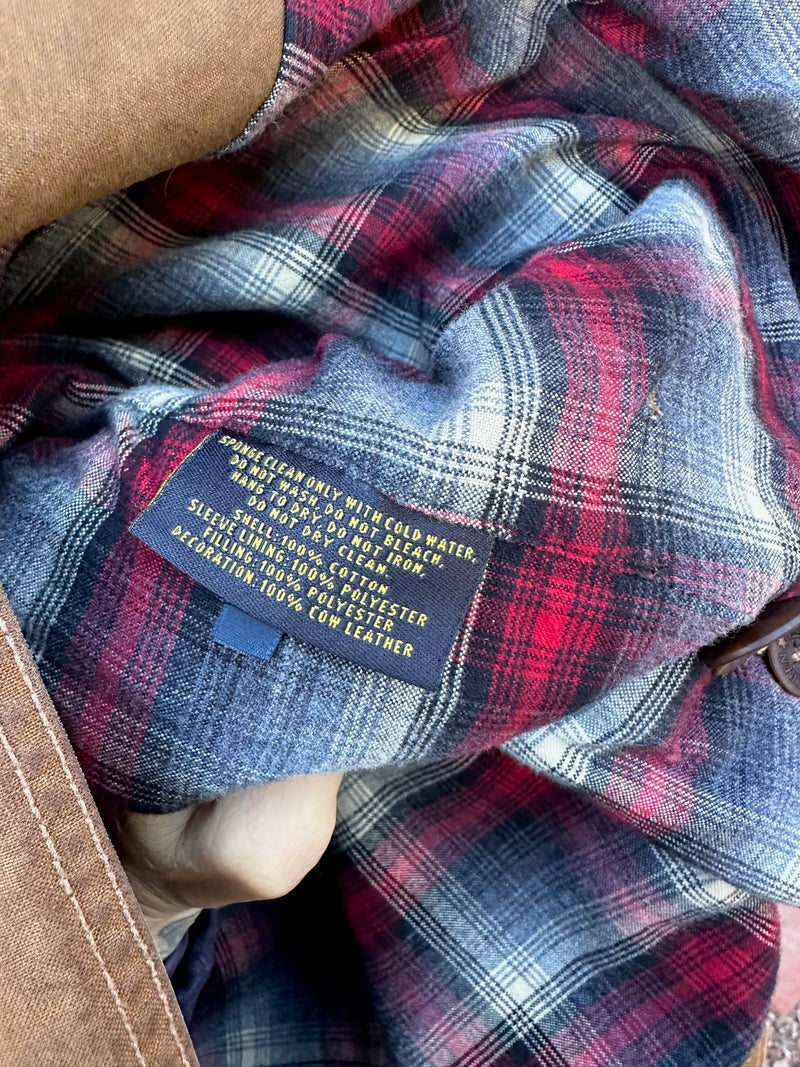 SPONGE CLEAN ONLY WITH COLD WATER,
DO NOT WASH, DO NOT BLEACH,
HANG TO DRY, DO NOT IRON,
DO NOT DRY CLEAN
SHELL: 100% COTTON
SLEEVE LINING: 100% POLYESTER
FILLING: 100% POLYESTER
DECORATION: 100% COW LEATHER